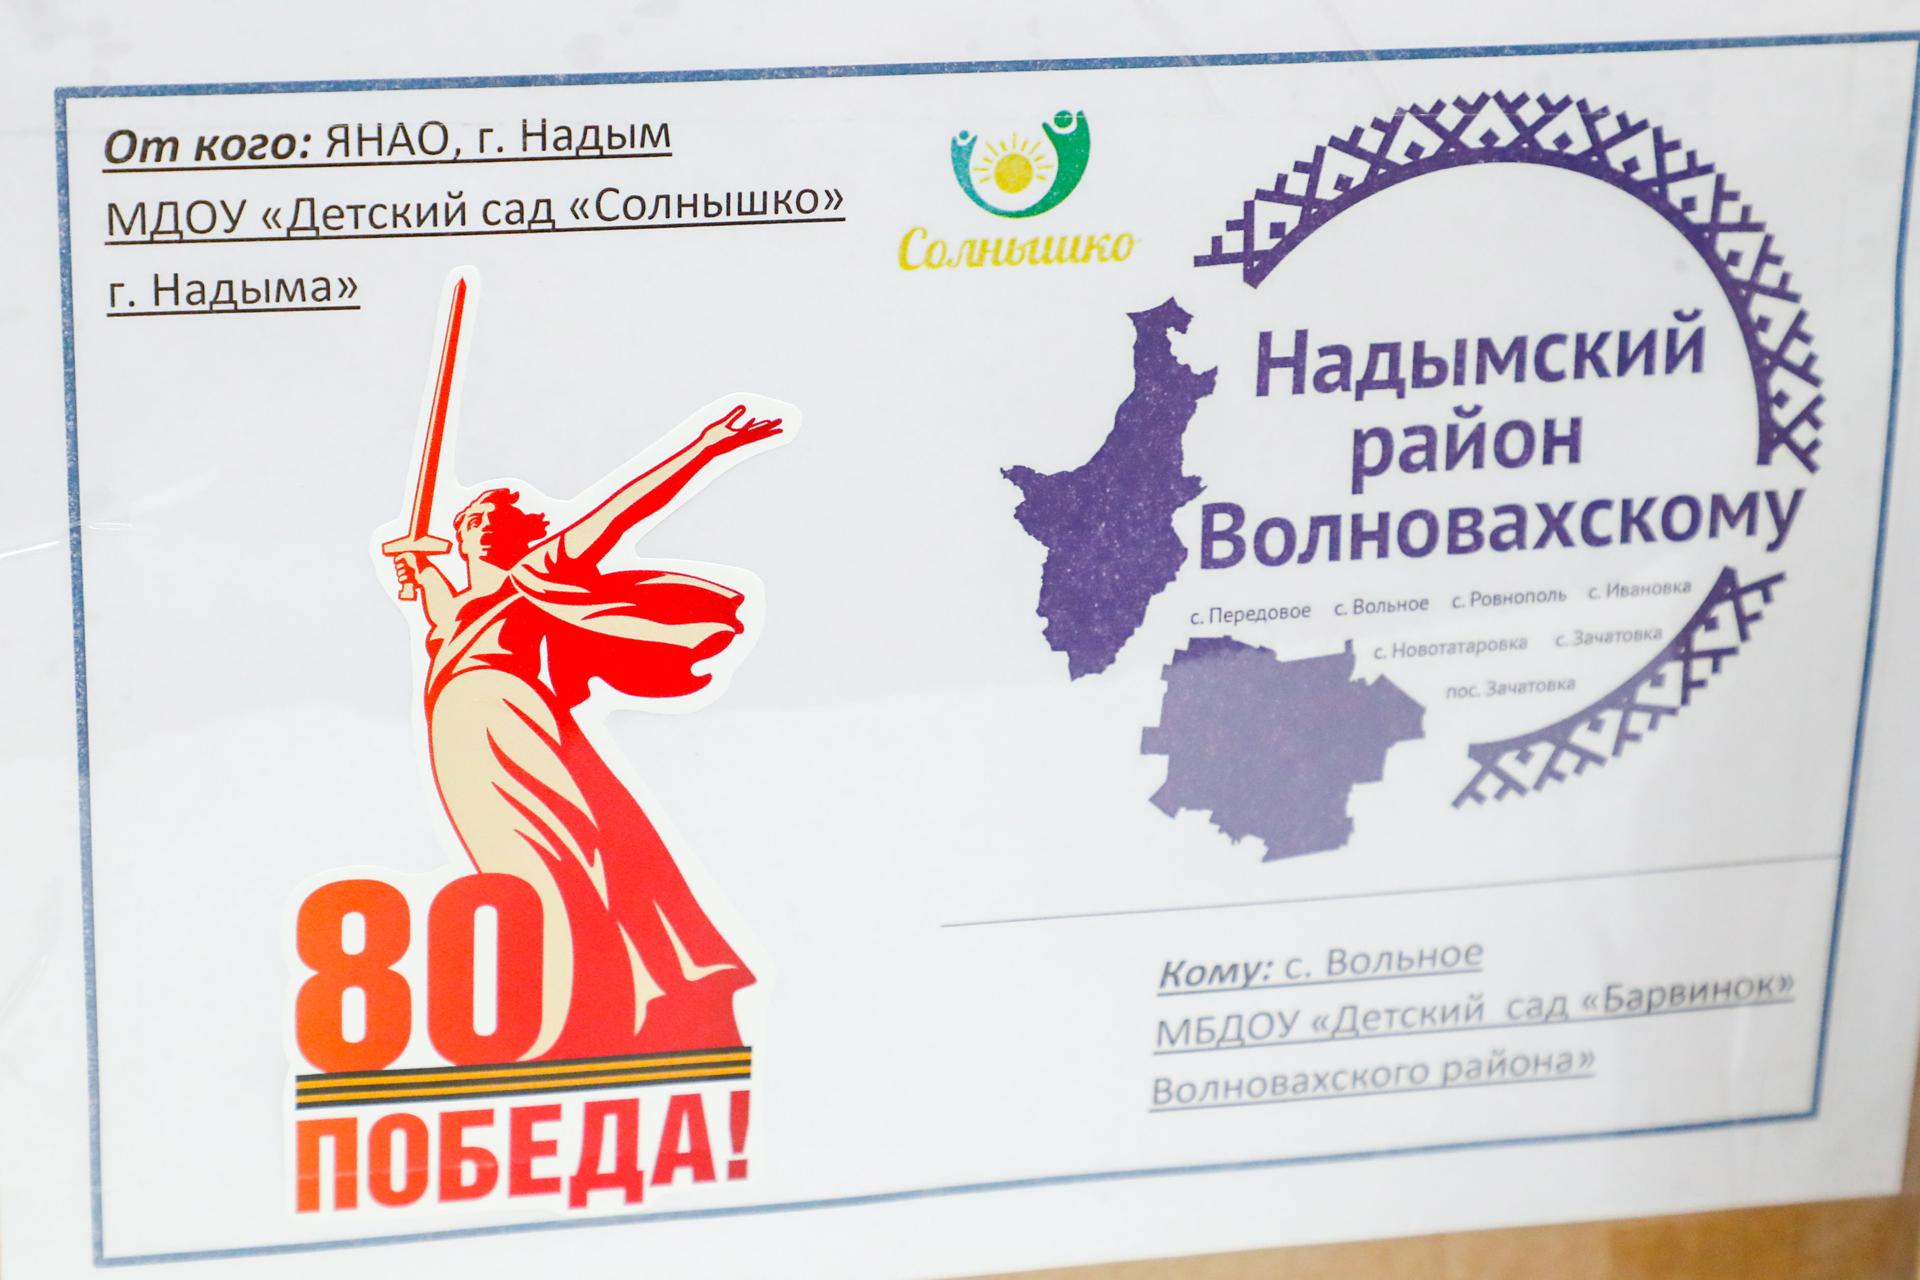 От кого: ЯНАО, г. Надым
МДОУ «Детский сад «Солнышко»
г. Надыма»
Солнышко
Надымский
район
Волновахскому
с. Передовое с. Вольное с. Ровнополь с. Ивановка
с. Новотатаровка с. Зачатовка
пос. Зачатовка
80
ПОБЕДА!
Кому: с. Вольное
МБДОУ «Детский сад «Барвинок»
Волновахского района»